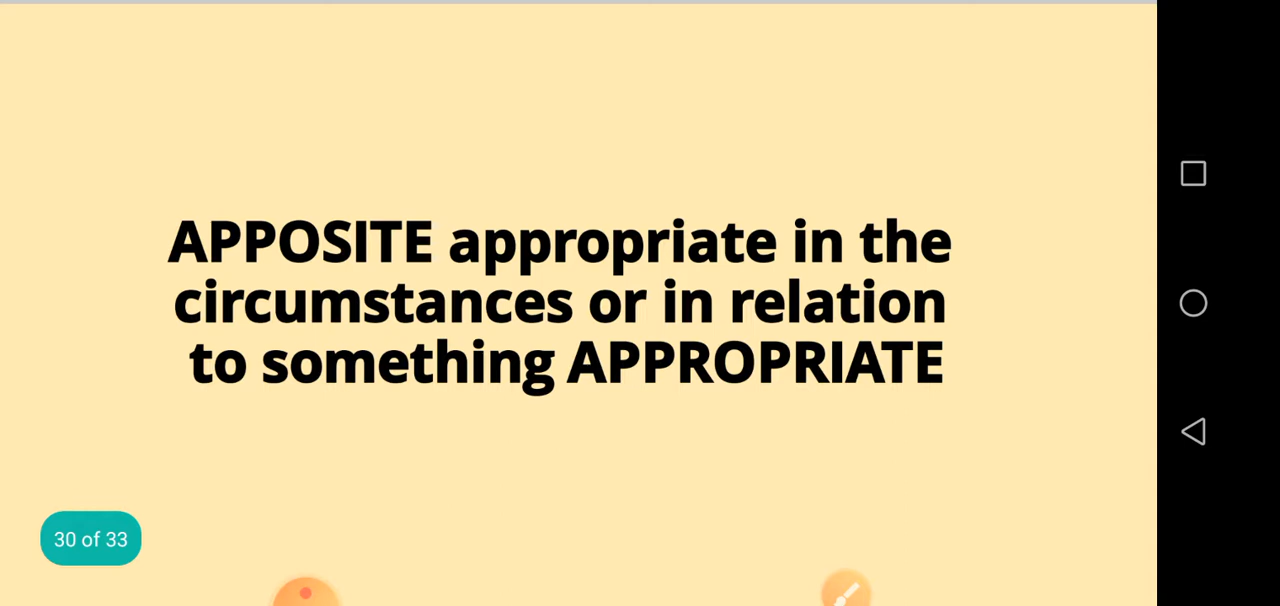 APPOSITE appropriate in the
circumstances or in relation
to something APPROPRIATE
30 of 33